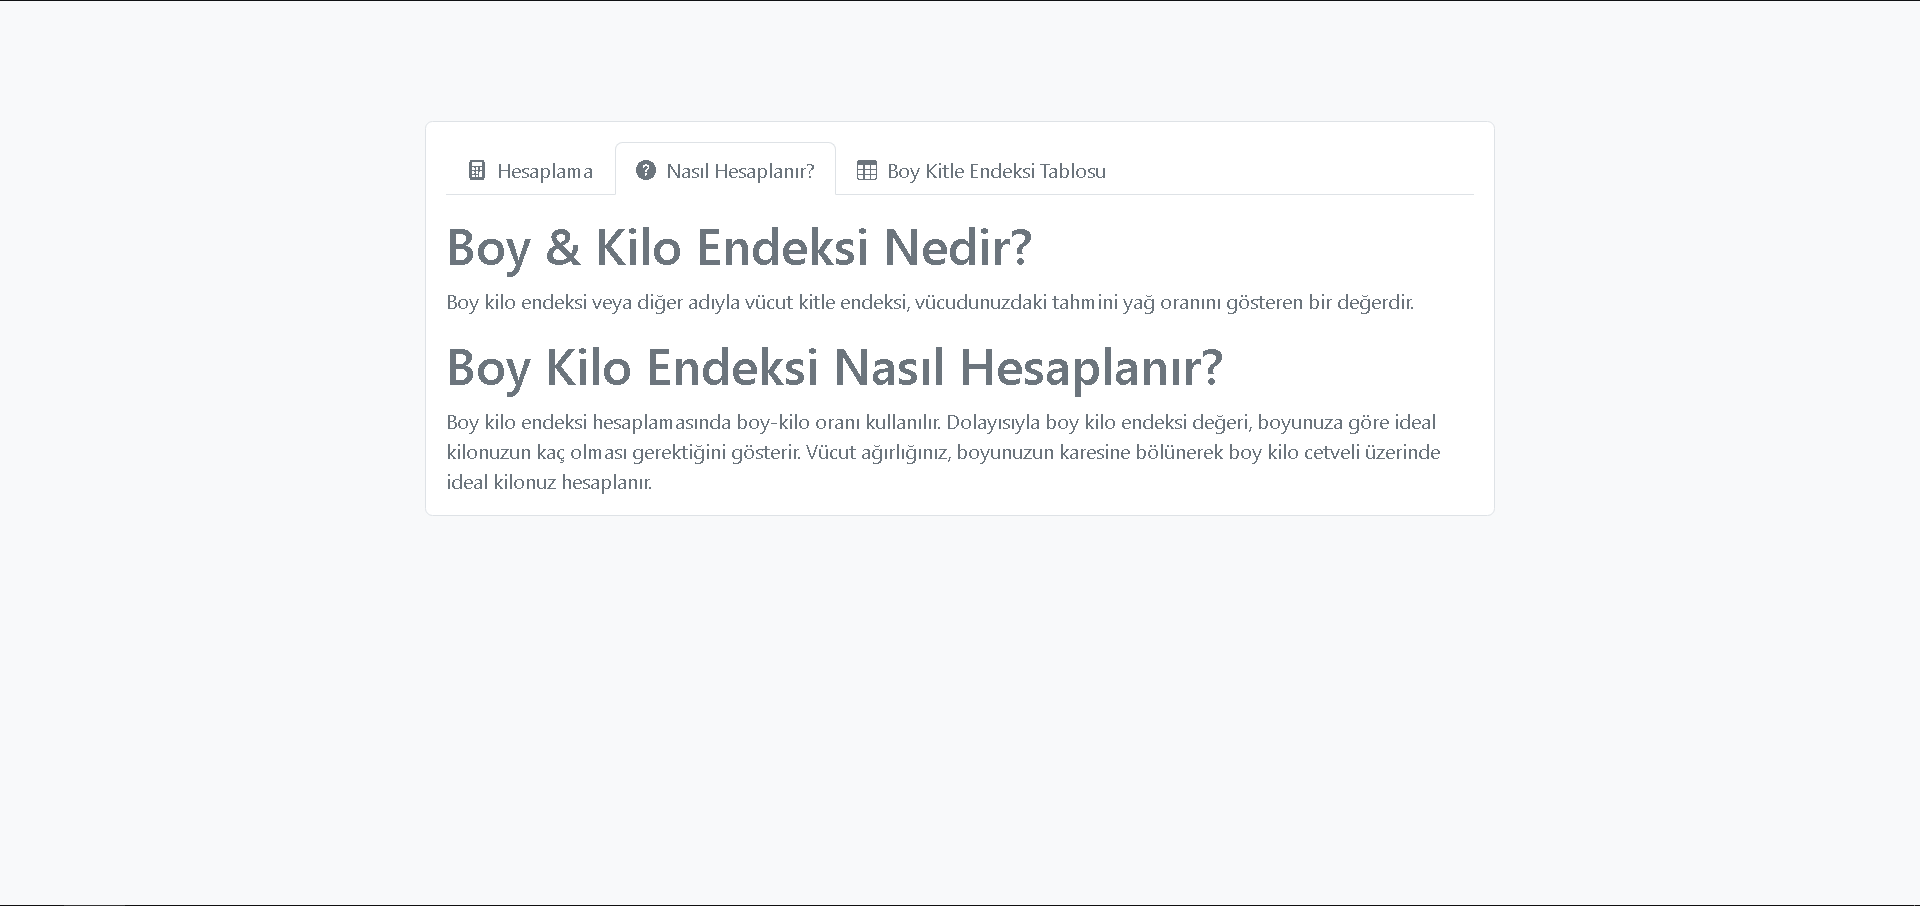 Hesaplama
Nasıl Hesaplanır?
Boy Kitle Endeksi Tablosu
Boy & Kilo Endeksi Nedir?
Boy kilo endeksi veya diğer adıyla vücut kitle endeksi, vücudunuzdaki tahmini yağ oranını gösteren bir değerdir.
Boy Kilo Endeksi Nasıl Hesaplanır?
Boy kilo endeksi hesaplamasında boy-kilo oranı kullanılır. Dolayısıyla boy kilo endeksi değeri, boyunuza göre ideal
kilonuzun kaç olması gerektiğini gösterir. Vücut ağırlığınız, boyunuzun karesine bölünerek boy kilo cetveli üzerinde
ideal kilonuz hesaplanır.